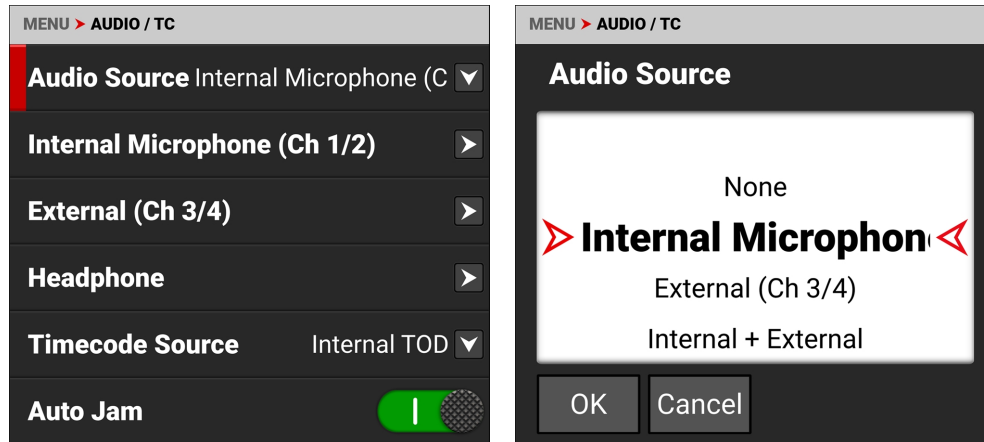 MENU > AUDIO / TC
Audio Source Internal Microphone (C
Internal Microphone (Ch 1/2)
External (Ch 3/4)
Headphone
Timecode Source Internal TOD
Auto Jam
MENU > AUDIO / TC
Audio Source
None
Internal Microphon
External (Ch 3/4)
Internal + External
OK Cancel